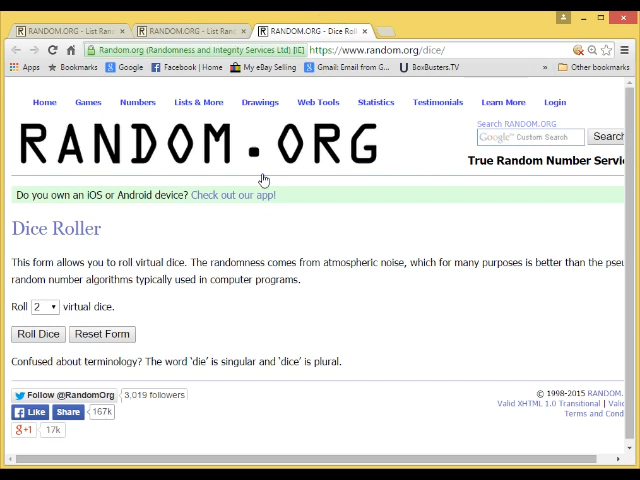 RANDOM.ORG - List Ran
RANDOM.ORG - List Ran
RANDOM.ORG - Dice Roll
Random.org (Randomness and Integrity Services Ltd) [IE]
https://www.random.org/dice/
Apps
Bookmarks
Google
Facebook | Home
My eBay Selling
Gmail: Email from G...
BoxBusters.TV
»
Other bookmarks
Home Games Numbers Lists & More Drawings Web Tools Statistics Testimonials Learn More Login
RANDOM.ORG
Search RANDOM.ORG
Google™ Custom Search
Search
True Random Number Servi
Do you own an iOS or Android device? Check out our app!
Dice Roller
This form allows you to roll virtual dice. The randomness comes from atmospheric noise, which for many purposes is better than the pseu
random number algorithms typically used in computer programs.
Roll 2 virtual dice.
Roll Dice Reset Form
Confused about terminology? The word ‘die’ is singular and ‘dice’ is plural.
Follow @RandomOrg 3,019 followers
© 1998-2015 RANDOM.
Like Share 167k
Valid XHTML 1.0 Transitional | Valid
Terms and Cond
g+1 17k